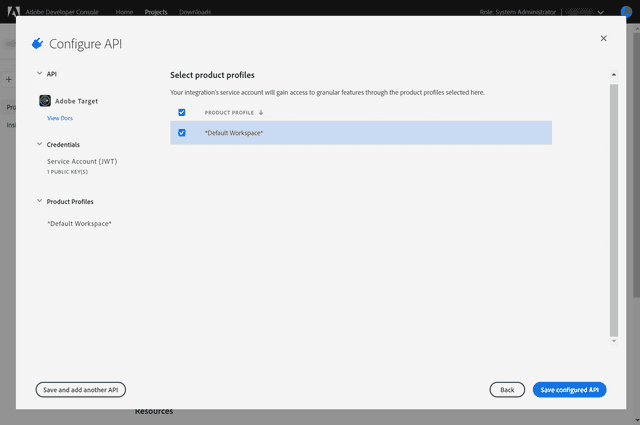 Adobe Developer Console
Home
Projects
Downloads
Role: System Administrator |
Configure API
API
Adobe Target
View Docs
Credentials
Service Account (JWT)
1 PUBLIC KEY(S)
Product Profiles
*Default Workspace*
Select product profiles
Your integration's service account will gain access to granular features through the product profiles selected here.
PRODUCT PROFILE
*Default Workspace*
Save and add another API
Back
Save configured API
Pro
Insi
Resources